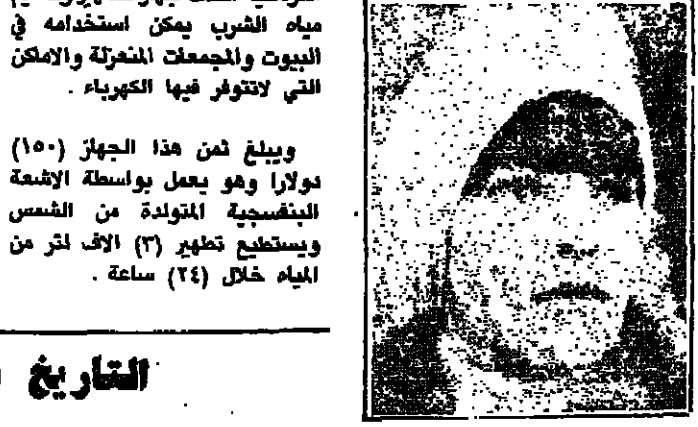 مياه الشرب يمكن استخدامه في
البيوت والمجمعات المنعزلة والاماكن
التي لاتتوفر فيها الكهرباء .
ويبلغ ثمن هذا الجهاز (١٥٠)
دولارا وهو يعمل بواسطة الاشعة
البنفسجية المتولدة من الشمس
ويستطيع تطهير (٣) الاف لتر من
المياه خلال (٢٤) ساعة .
التاريخ